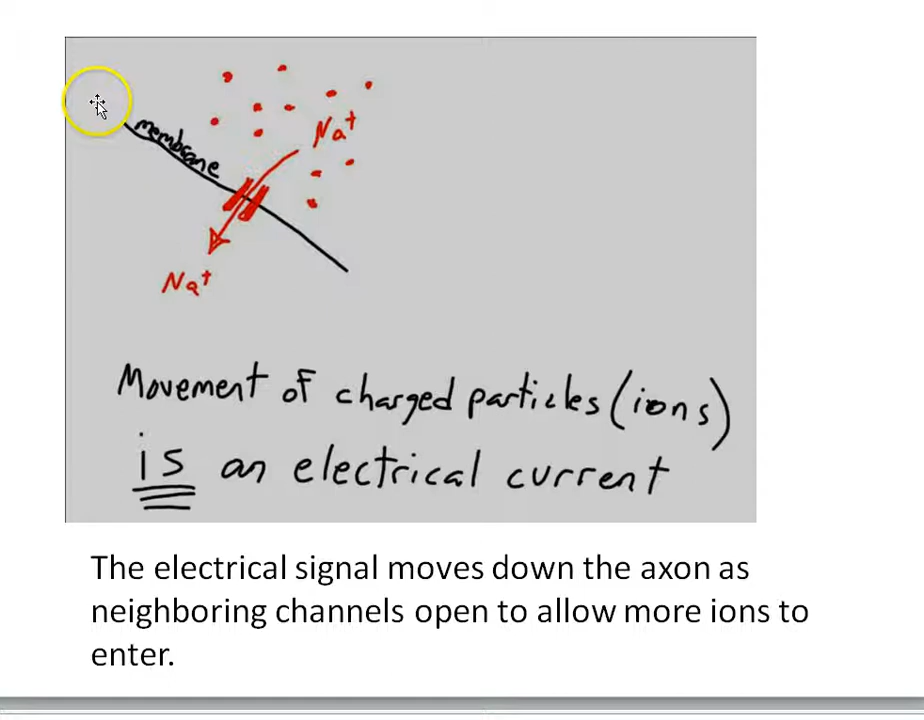 membrane
Na+
Na+
Movement of charged particles (ions)
is an electrical current
The electrical signal moves down the axon as
neighboring channels open to allow more ions to
enter.